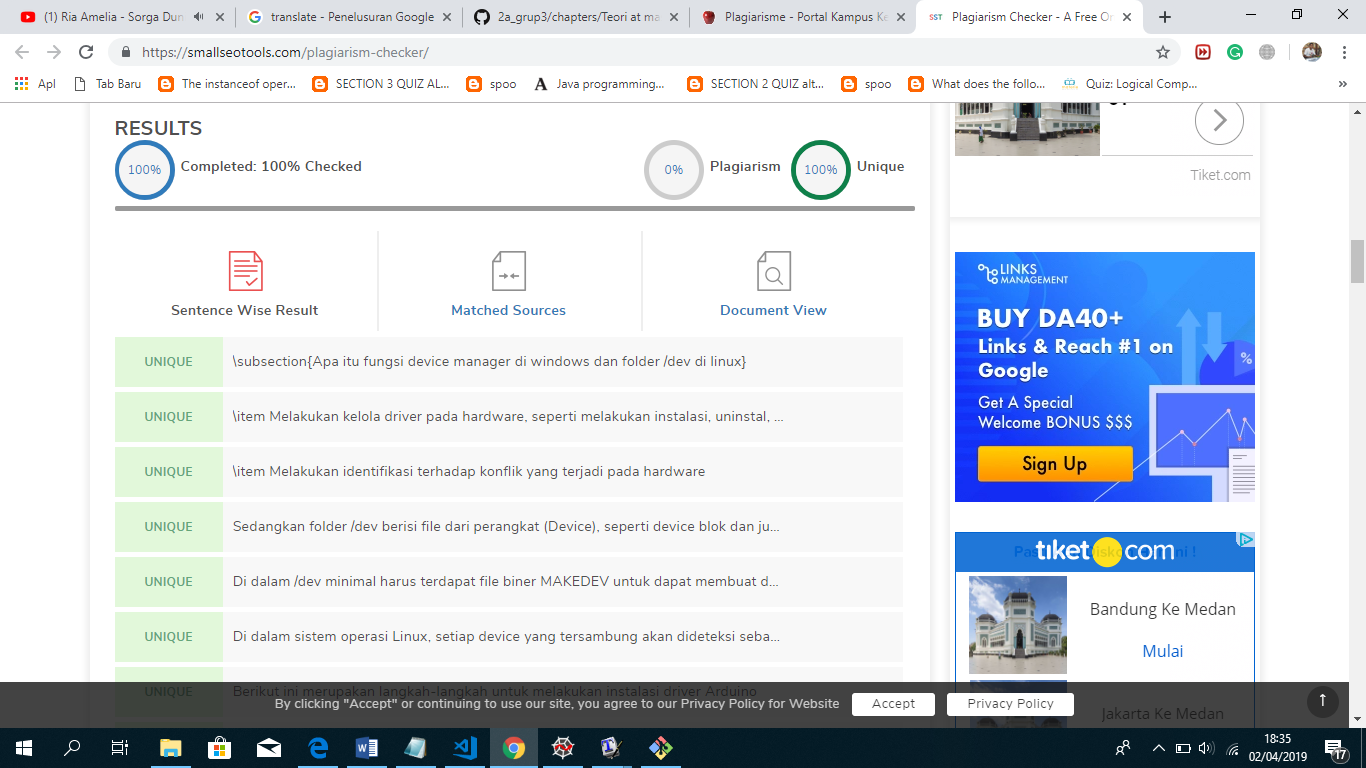 (1) Ria Amelia - Sorga Dun
translate - Penelusuran Google
2a_grup3/chapters/Teori at ma
Plagiarisme - Portal Kampus Ke
SST
Plagiarism Checker - A Free Or
https://smallseotools.com/plagiarism-checker/
Apl
Tab Baru
The instanceof oper...
SECTION 3 QUIZ AL...
spoo
Java programming...
SECTION 2 QUIZ alt...
spoo
What does the follo...
Quiz: Logical Comp...
»
RESULTS
100%
Completed: 100% Checked
0%
Plagiarism
100%
Unique
Sentence Wise Result
Matched Sources
Document View
UNIQUE
\subsection{Apa itu fungsi device manager di windows dan folder /dev di linux}
UNIQUE
\item Melakukan kelola driver pada hardware, seperti melakukan instalasi, uninstal, ...
UNIQUE
\item Melakukan identifikasi terhadap konflik yang terjadi pada hardware
UNIQUE
Sedangkan folder /dev berisi file dari perangkat (Device), seperti device blok dan ju...
UNIQUE
Di dalam /dev minimal harus terdapat file biner MAKEDEV untuk dapat membuat d...
UNIQUE
Di dalam sistem operasi Linux, setiap device yang tersambung akan dideteksi seba...
UNIQUE
Berikut ini merupakan langkah-langkah untuk melakukan instalasi driver Arduino
Tiket.com
LINKS
MANAGEMENT
BUY DA40+
Links & Reach #1 on
Google
Get A Special
Welcome BONUS $$$
Sign Up
%
tiket.com
Bandung Ke Medan
Mulai
Jakarta Ke Medan
By clicking "Accept" or continuing to use our site, you agree to our Privacy Policy for Website
Accept
Privacy Policy
18:35
02/04/2019
17